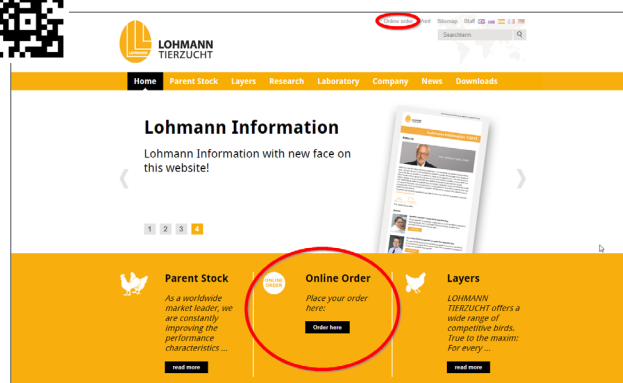 Online order
Sitemap Staff
Searchterm
LOHMANN
TIERZUCHT
Home Parent Stock Layers Research Laboratory Company News Downloads
Lohmann Information
Lohmann Information with new face on
this website!
1 2 3 4
Parent Stock
As a worldwide
market leader, we
are constantly
improving the
performance
characteristics ...
read more
ONLINE
ORDER
Online Order
Place your order
here:
Order here
Layers
LOHMANN
TIERZUCHT offers a
wide range of
competitive birds.
True to the maxim:
For every ...
read more